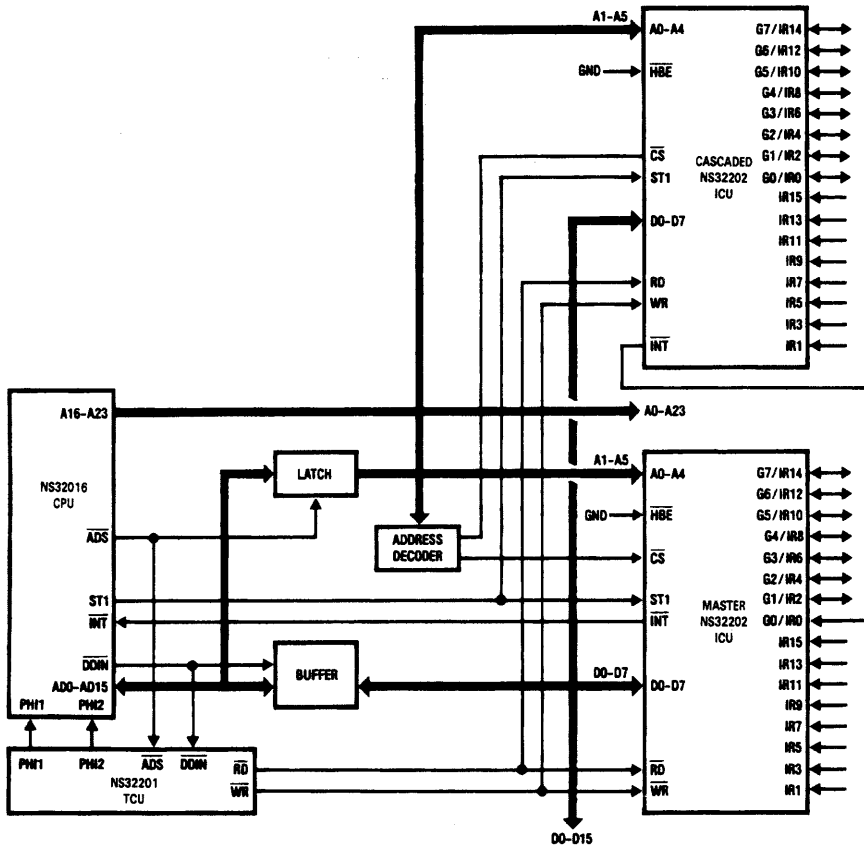 A1-A5
A0-A4
GND
HBE
CS
ST1
D0-D7
RD
WR
INT
CASCADED
NS32202
ICU
G7/IR14
G6/IR12
G5/IR10
G4/IR8
G3/IR6
G2/IR4
G1/IR2
G0/IR0
IR15
IR13
IR11
IR9
IR7
IR5
IR3
IR1
A16-A23
A0-A23
NS32016
CPU
ADS
ST1
INT
DDIN
AD0-AD15
PHI1 PHI2
LATCH
ADDRESS
DECODER
BUFFER
A1-A5
A0-A4
GND
HBE
CS
ST1
INT
D0-D7
D0-D7
RD
WR
MASTER
NS32202
ICU
G7/IR14
G6/IR12
G5/IR10
G4/IR8
G3/IR6
G2/IR4
G1/IR2
G0/IR0
IR15
IR13
IR11
IR9
IR7
IR5
IR3
IR1
PHI1 PHI2 ADS DDIN
NS32201
TCU
RD
WR
D0-D15